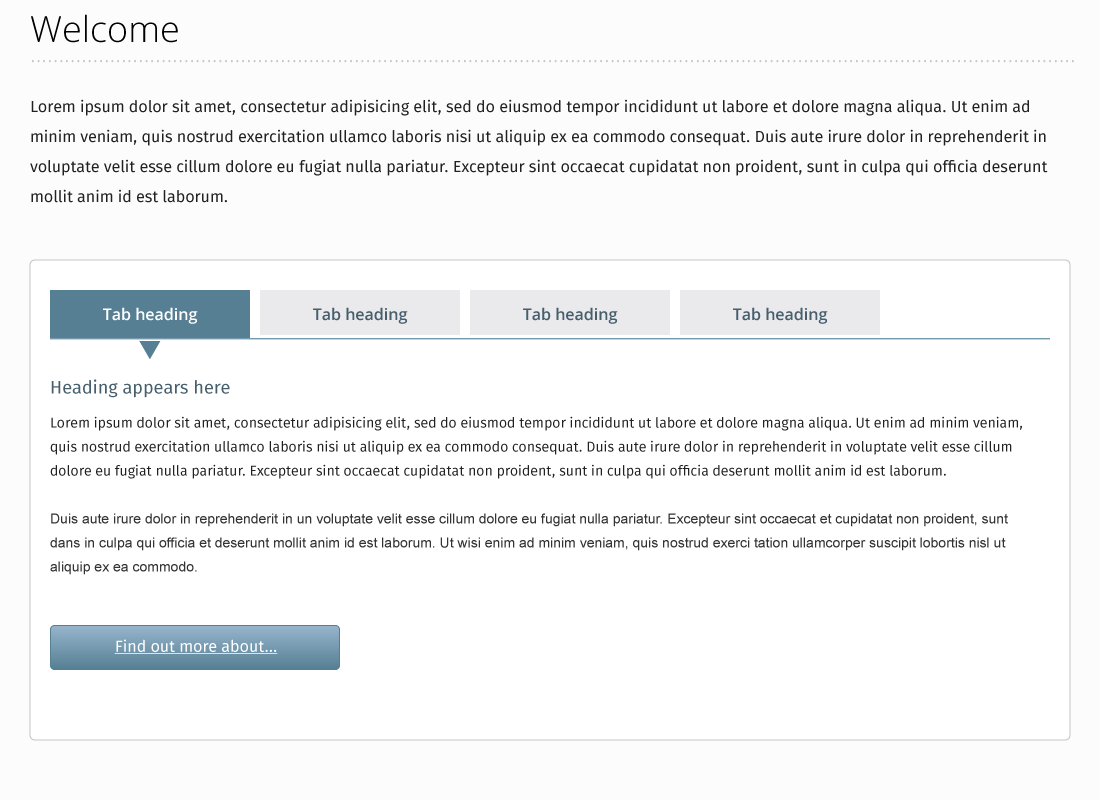 Welcome
Lorem ipsum dolor sit amet, consectetur adipisicing elit, sed do eiusmod tempor incididunt ut labore et dolore magna aliqua. Ut enim ad
minim veniam, quis nostrud exercitation ullamco laboris nisi ut aliquip ex ea commodo consequat. Duis aute irure dolor in reprehenderit in
voluptate velit esse cillum dolore eu fugiat nulla pariatur. Excepteur sint occaecat cupidatat non proident, sunt in culpa qui officia deserunt
mollit anim id est laborum.
Tab heading Tab heading Tab heading Tab heading
Heading appears here
Lorem ipsum dolor sit amet, consectetur adipisicing elit, sed do eiusmod tempor incididunt ut labore et dolore magna aliqua. Ut enim ad minim veniam,
quis nostrud exercitation ullamco laboris nisi ut aliquip ex ea commodo consequat. Duis aute irure dolor in reprehenderit in voluptate velit esse cillum
dolore eu fugiat nulla pariatur. Excepteur sint occaecat cupidatat non proident, sunt in culpa qui officia deserunt mollit anim id est laborum.
Duis aute irure dolor in reprehenderit in un voluptate velit esse cillum dolore eu fugiat nulla pariatur. Excepteur sint occaecat et cupidatat non proident, sunt
dans in culpa qui officia et deserunt mollit anim id est laborum. Ut wisi enim ad minim veniam, quis nostrud exerci tation ullamcorper suscipit lobortis nisl ut
aliquip ex ea commodo.
Find out more about...